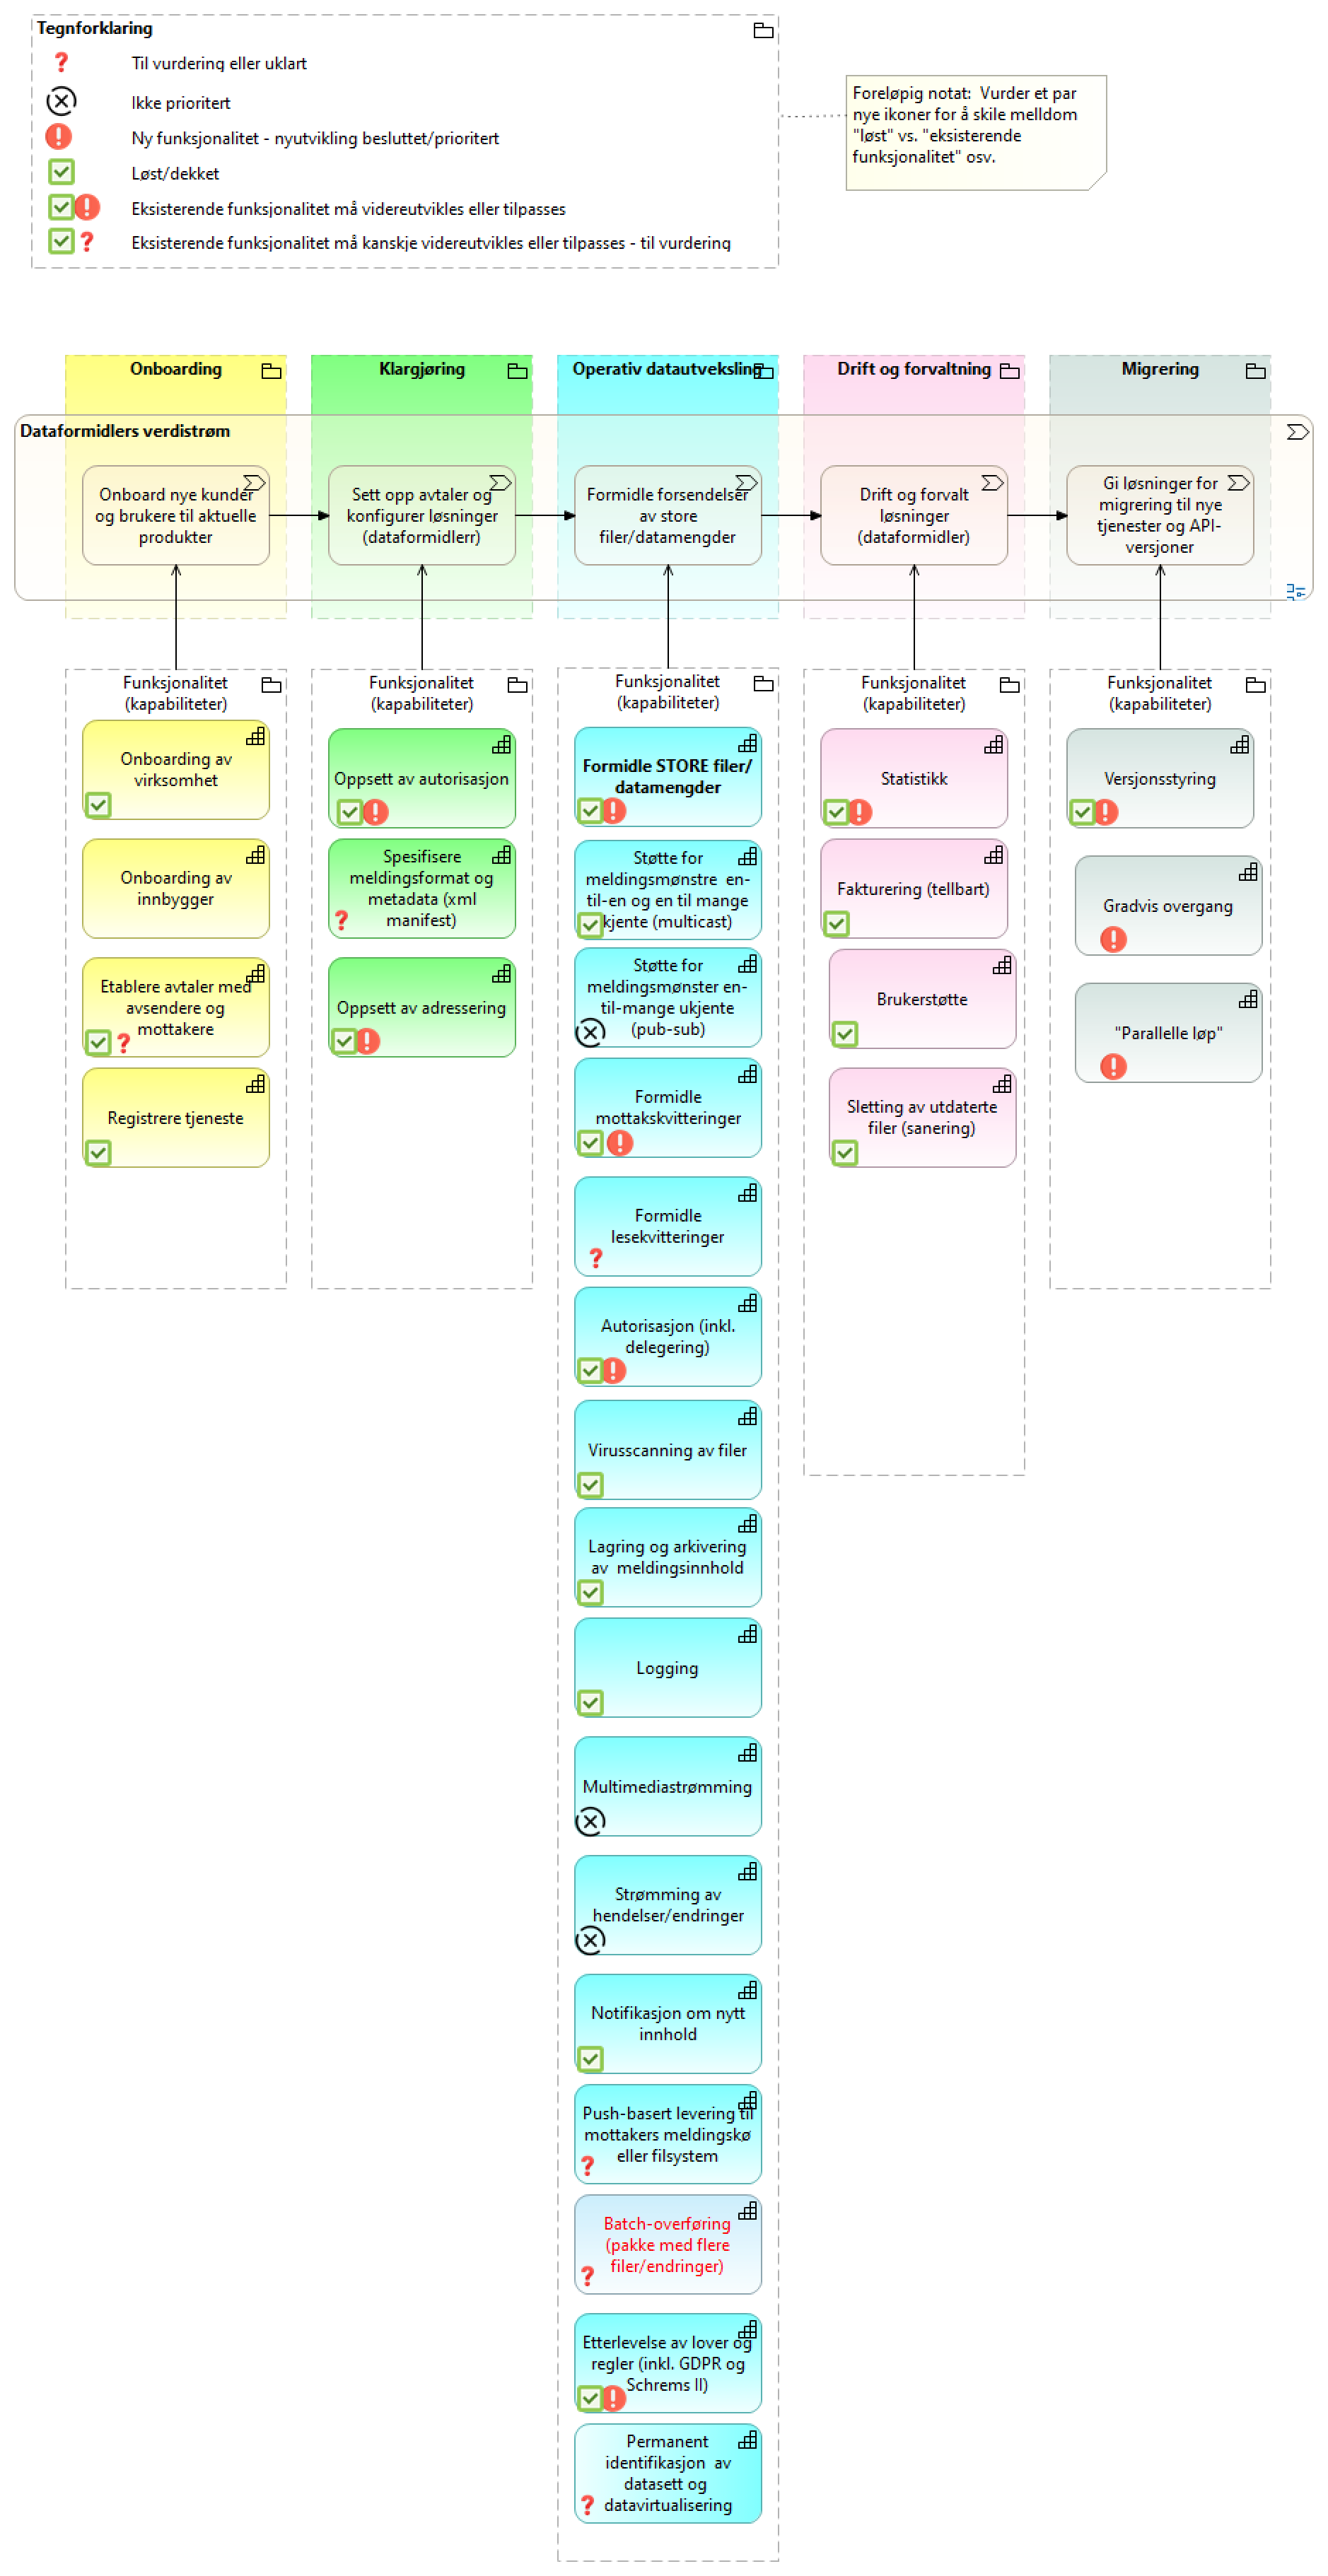 Tegnforklaring
Til vurdering eller uklart
Ikke prioritert
Ny funksjonalitet - nyutvikling besluttet/prioritert
Løst/dekket
Eksisterende funksjonalitet må videreutvikles eller tilpasses
Eksisterende funksjonalitet må kanskje videreutvikles eller tilpasses - til vurdering
Foreløpig notat:  Vurder et par
nye ikoner for å skile melldom
"løst" vs. "eksisterende
funksjonalitet" osv.
Onboarding
Klargjøring
Operativ datautveksling
Drift og forvaltning
Migrering
Dataformidlers verdistrøm
Onboard nye kunder
og brukere til aktuelle
produkter
Sett opp avtaler og
konfigurer løsninger
(dataformidlerr)
Formidle forsendelser
av store
filer/datamengder
Drift og forvalt
løsninger
(dataformidler)
Gi løsninger for
migrering til nye
tjenester og API-
versjoner
Funksjonalitet
(kapabiliteter)
Onboarding av
virksomhet
Onboarding av
innbygger
Etablere avtaler med
avsendere og
mottakere
Registrere tjeneste
Funksjonalitet
(kapabiliteter)
Oppsett av autorisasjon
Spesifisere
meldingsformat og
metadata (xml
manifest)
Oppsett av adressering
Funksjonalitet
(kapabiliteter)
Formidle STORE filer/
datamengder
Støtte for
meldingsmønstre  en-
til-en og en til mange
kjente (multicast)
Støtte for
meldingsmønster en-
til-mange ukjente
(pub-sub)
Formidle
mottakskvitteringer
Formidle
lesekvitteringer
Autorisasjon (inkl.
delegering)
Virusscanning av filer
Lagring og arkivering
av  meldingsinnhold
Logging
Multimediastrømming
Strømming av
hendelser/endringer
Notifikasjon om nytt
innhold
Push-basert levering til
mottakers meldingskø
eller filsystem
Batch-overføring
(pakke med flere
filer/endringer)
Etterlevelse av lover og
regler (inkl. GDPR og
Schrems II)
Permanent
identifikasjon  av
datasett og
datavirtualisering
Funksjonalitet
(kapabiliteter)
Statistikk
Fakturering (tellbart)
Brukerstøtte
Sletting av utdaterte
filer (sanering)
Funksjonalitet
(kapabiliteter)
Versjonsstyring
Gradvis overgang
"Parallelle løp"